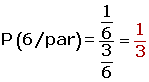 P(6/par) = (1/6)/(3/6) = 1/3